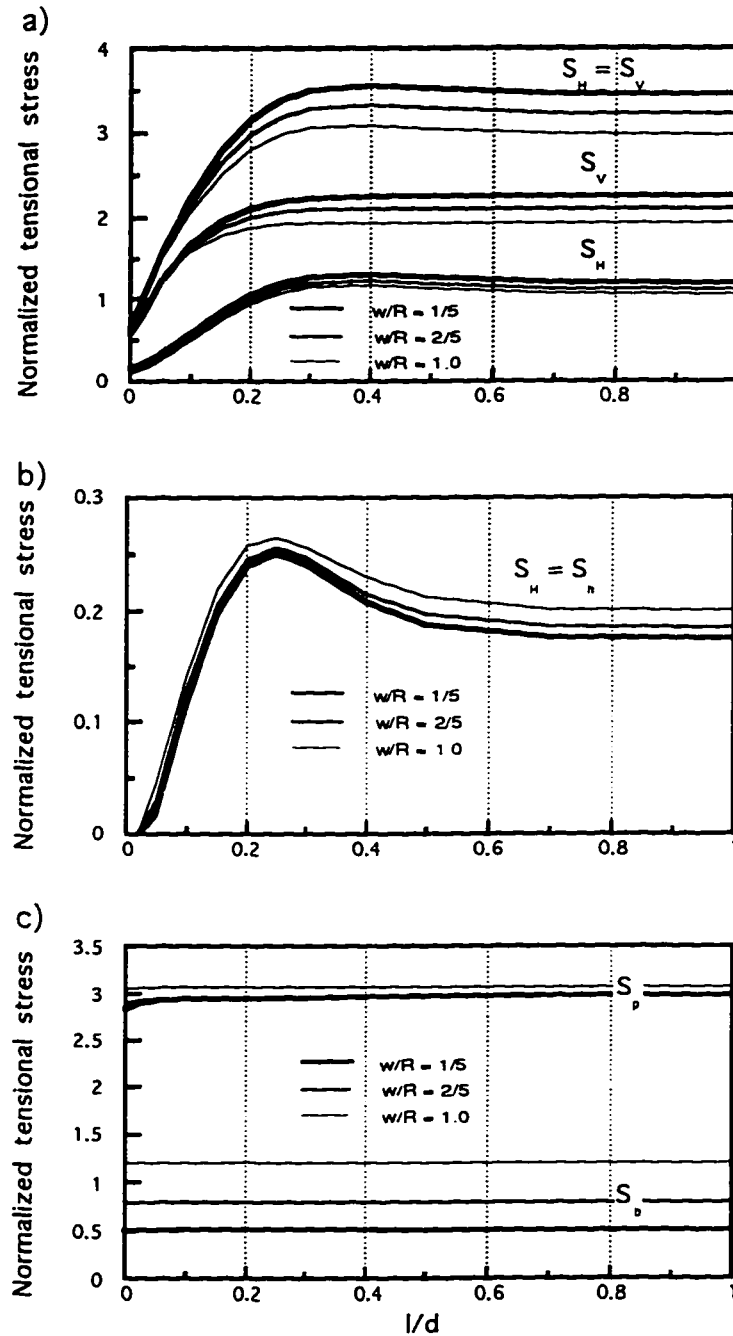 a)
Normalized tensional stress
4
3
2
1
0
S_H = S_V
S_V
S_H
w/R = 1/5
w/R = 2/5
w/R = 1.0
0 0.2 0.4 0.6 0.8
b)
Normalized tensional stress
0.3
0.2
0.1
0
S_H = S_h
w/R = 1/5
w/R = 2/5
w/R = 1 0
0 0.2 0.4 0.6 0.8
c)
Normalized tensional stress
3.5
3
2.5
2
1.5
1
0.5
0
S_p
w/R = 1/5
w/R = 2/5
w/R = 1.0
S_b
0 0.2 0.4 0.6 0.8 1
l/d